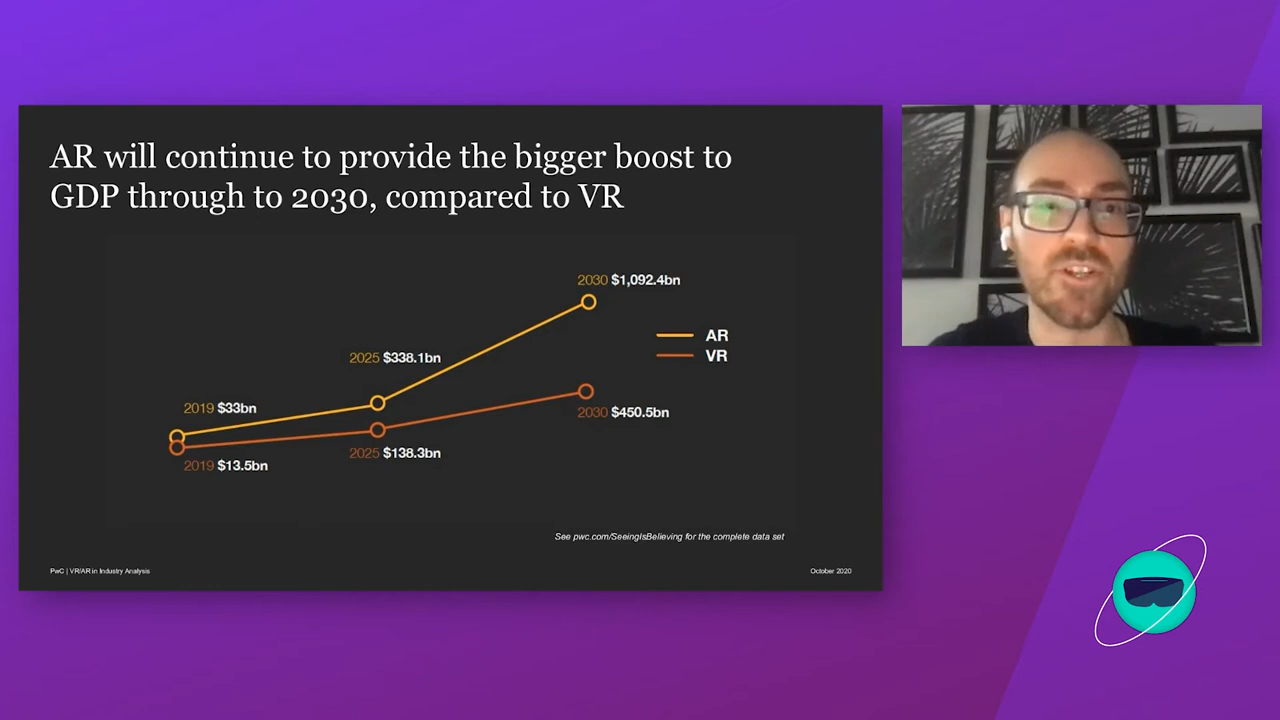 AR will continue to provide the bigger boost to
GDP through to 2030, compared to VR
2030 $1,092.4bn
AR
VR
2025 $338.1bn
2019 $33bn
2030 $450.5bn
2025 $138.3bn
2019 $13.5bn
See pwc.com/SeeingIsBelieving for the complete data set
PwC | VR/AR in Industry Analysis
October 2020